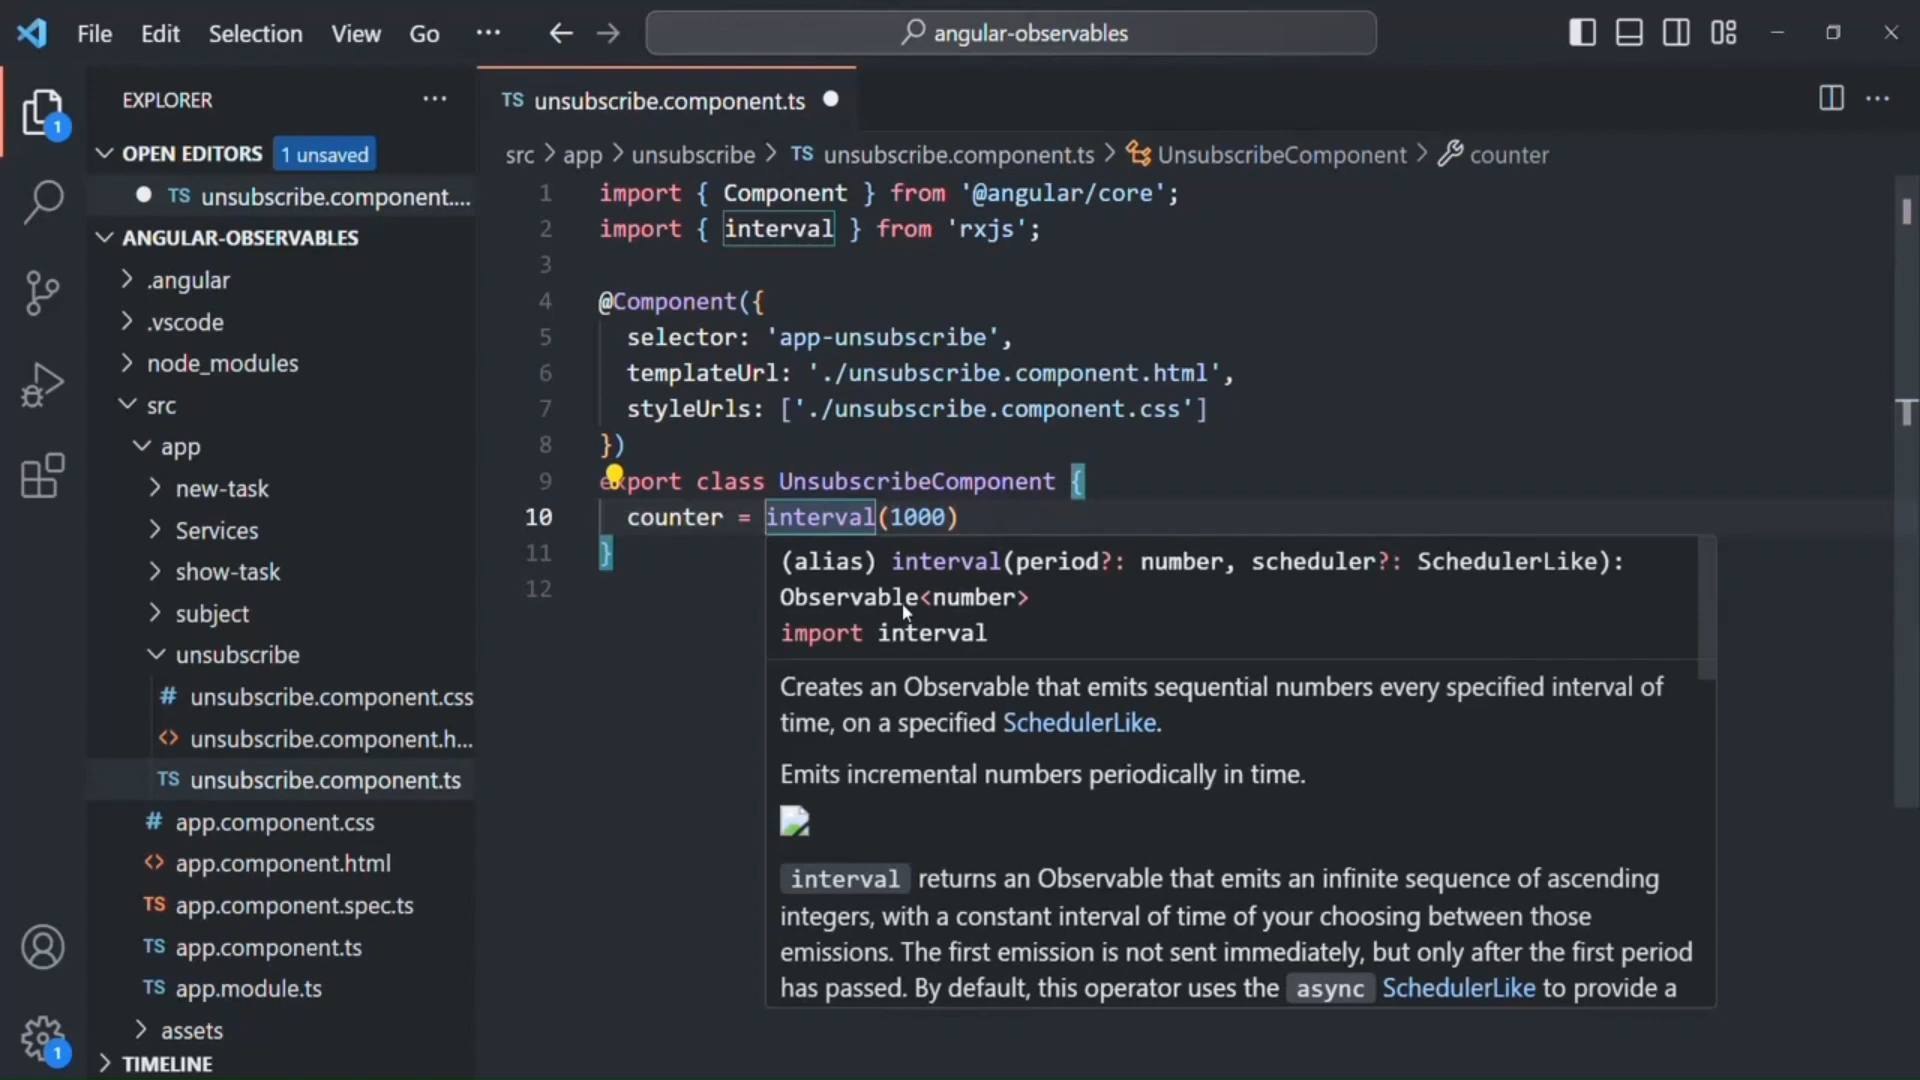 File Edit Selection View Go ··· angular-observables
EXPLORER ···
OPEN EDITORS 1 unsaved
TS unsubscribe.component....
ANGULAR-OBSERVABLES
.angular
.vscode
node_modules
src
app
new-task
Services
show-task
subject
unsubscribe
# unsubscribe.component.css
<> unsubscribe.component.h...
TS unsubscribe.component.ts
# app.component.css
<> app.component.html
TS app.component.spec.ts
TS app.component.ts
TS app.module.ts
assets
TIMELINE
1
1
TS unsubscribe.component.ts
src > app > unsubscribe > TS unsubscribe.component.ts > UnsubscribeComponent > counter
1 import { Component } from '@angular/core';
2 import { interval } from 'rxjs';
3
4 @Component({
5 selector: 'app-unsubscribe',
6 templateUrl: './unsubscribe.component.html',
7 styleUrls: ['./unsubscribe.component.css']
8 })
9 export class UnsubscribeComponent {
10 counter = interval(1000)
11 }
12
(alias) interval(period?: number, scheduler?: SchedulerLike):
Observable<number>
import interval
Creates an Observable that emits sequential numbers every specified interval of
time, on a specified SchedulerLike.
Emits incremental numbers periodically in time.
interval returns an Observable that emits an infinite sequence of ascending
integers, with a constant interval of time of your choosing between those
emissions. The first emission is not sent immediately, but only after the first period
has passed. By default, this operator uses the async SchedulerLike to provide a